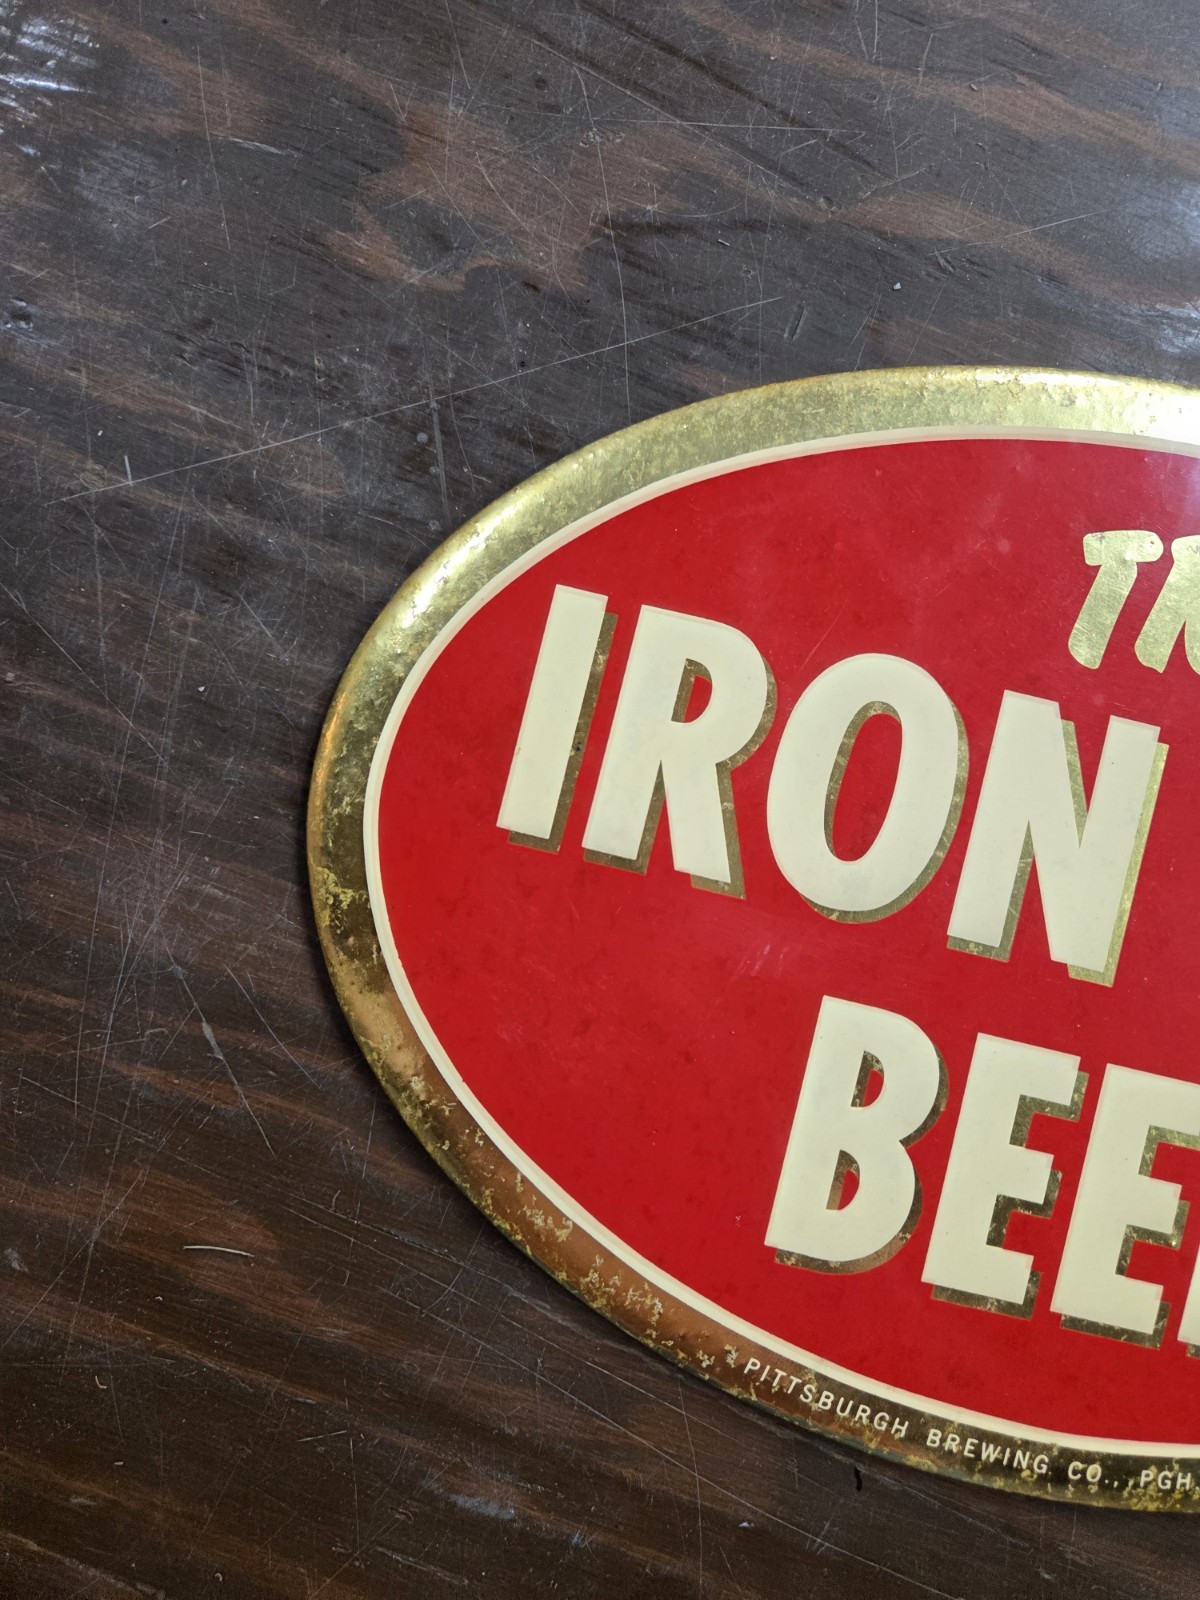 TR
IRON
BEE
PITTSBURGH BREWING CO., PGH.